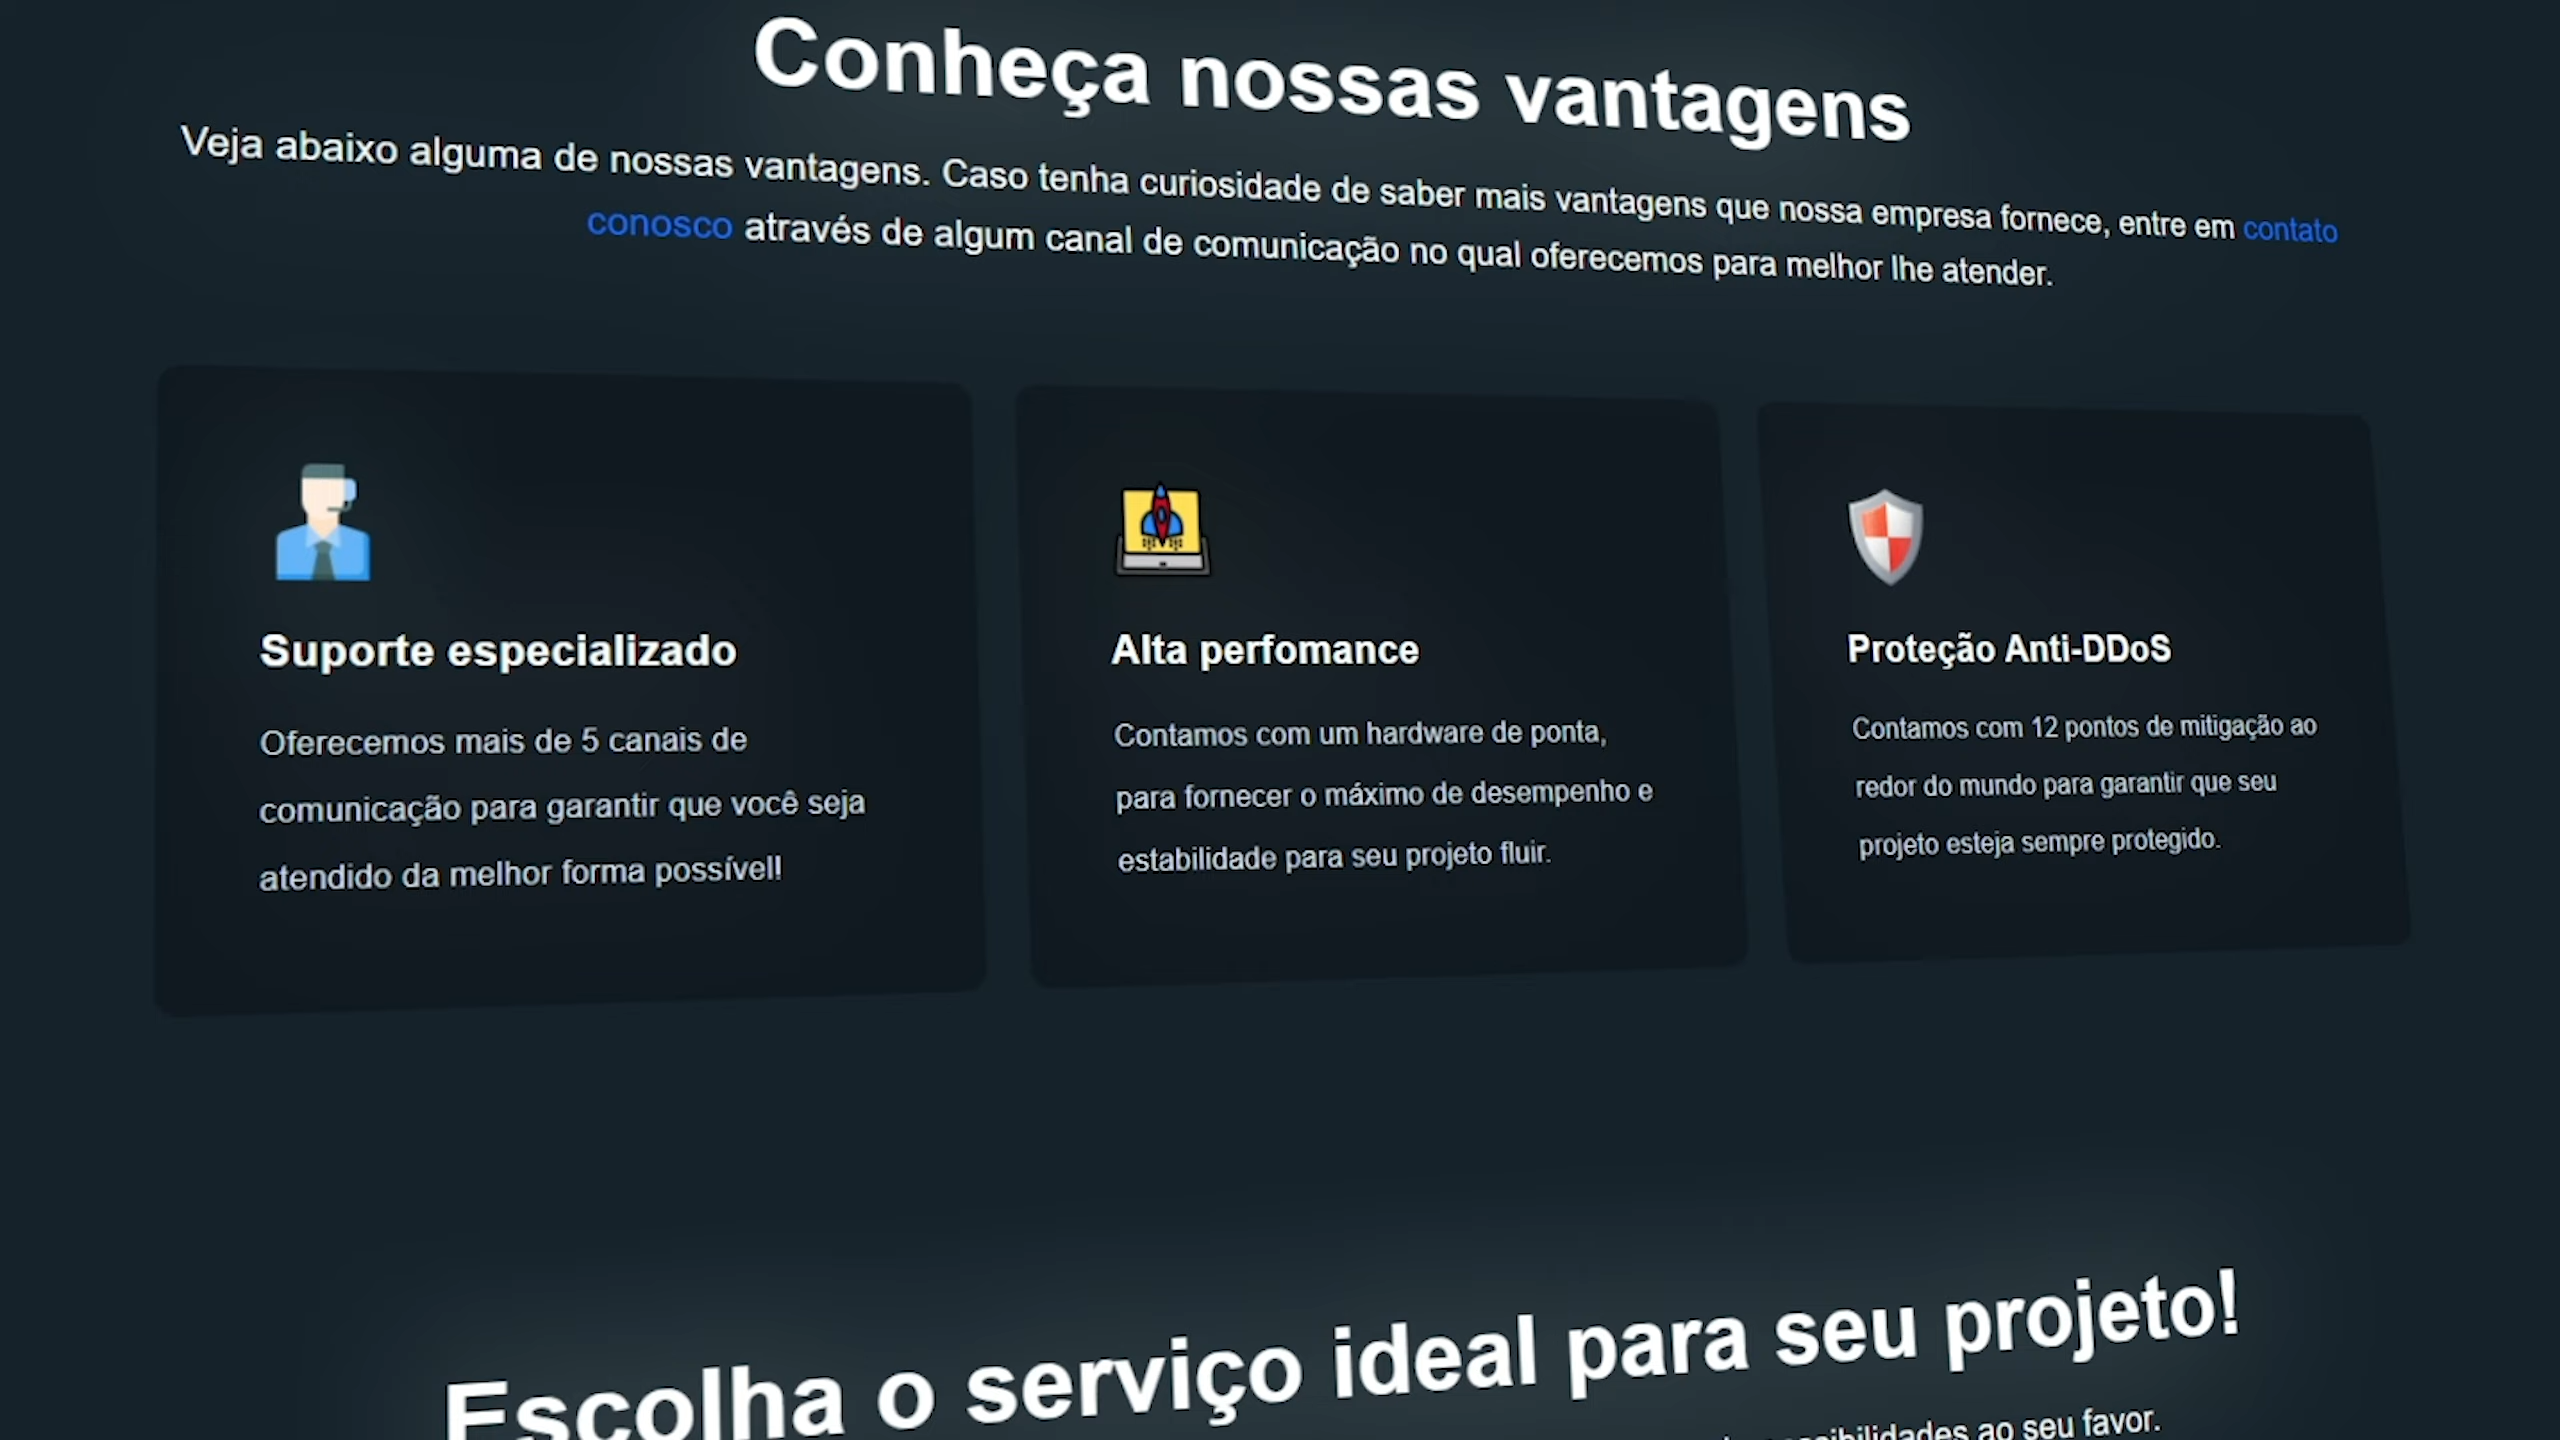 Conheça nossas vantagens
Veja abaixo alguma de nossas vantagens. Caso tenha curiosidade de saber mais vantagens que nossa empresa fornece, entre em contato
conosco através de algum canal de comunicação no qual oferecemos para melhor lhe atender.
Suporte especializado
Oferecemos mais de 5 canais de
comunicação para garantir que você seja
atendido da melhor forma possível!
Alta perfomance
Contamos com um hardware de ponta,
para fornecer o máximo de desempenho e
estabilidade para seu projeto fluir.
Proteção Anti-DDoS
Contamos com 12 pontos de mitigação ao
redor do mundo para garantir que seu
projeto esteja sempre protegido.
Escolha o serviço ideal para seu projeto!
ao seu favor.